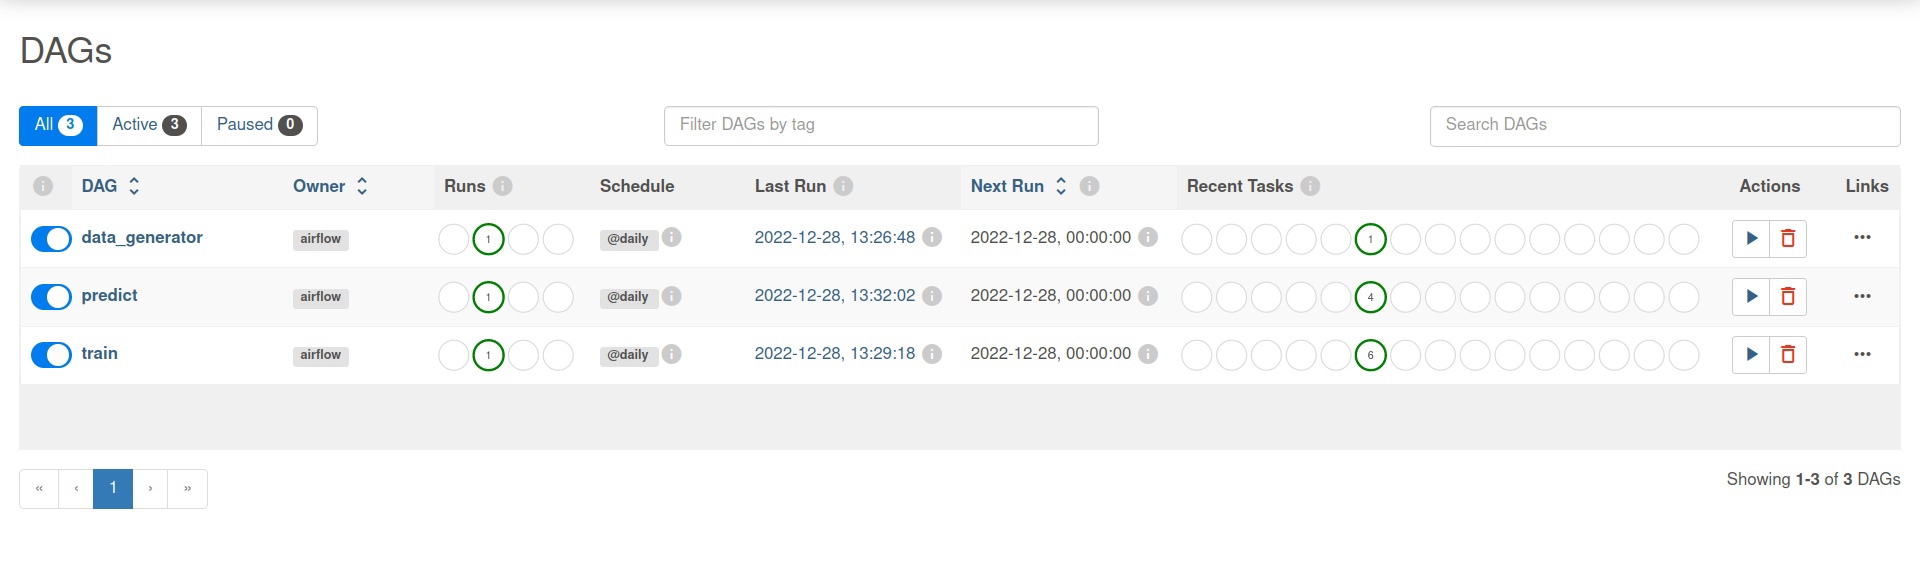 DAGs
All 3 Active 3 Paused 0 Filter DAGs by tag Search DAGs
DAG Owner Runs Schedule Last Run Next Run Recent Tasks Actions Links
data_generator airflow 1 @daily 2022-12-28, 13:26:48 2022-12-28, 00:00:00 1
predict airflow 1 @daily 2022-12-28, 13:32:02 2022-12-28, 00:00:00 4
train airflow 1 @daily 2022-12-28, 13:29:18 2022-12-28, 00:00:00 6
« ‹ 1 › » Showing 1-3 of 3 DAGs